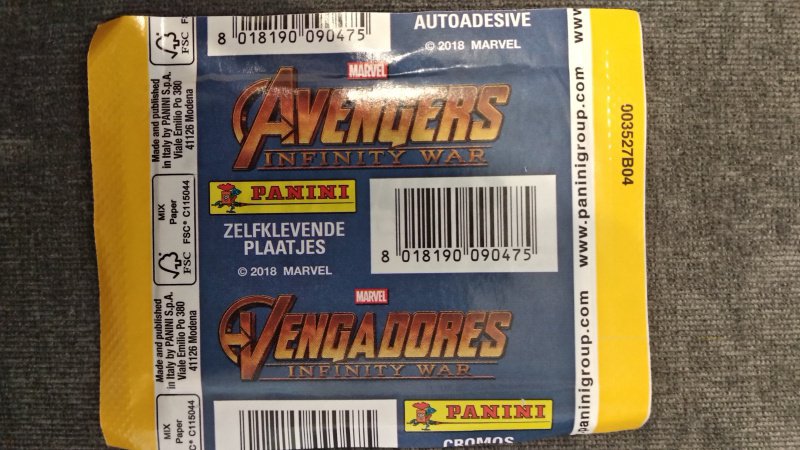 8 018190 090475
AUTOADESIVE
© 2018 MARVEL
MARVEL
AVENGERS
INFINITY WAR
PANINI
ZELFKLEVENDE
PLAATJES
© 2018 MARVEL
8 018190 090475
MARVEL
VENGADORES
INFINITY WAR
PANINI
CROMOS
FSC
Made and published
in Italy by PANINI S.p.A.
Viale Emilio Po 380
41126 Modena
MIX
Paper
FSC® C115044
FSC
Made and published
in Italy by PANINI S.p.A.
Viale Emilio Po 380
41126 Modena
MIX
Paper
C® C115044
www
www.paninigroup.com
paninigroup.com
003527B04